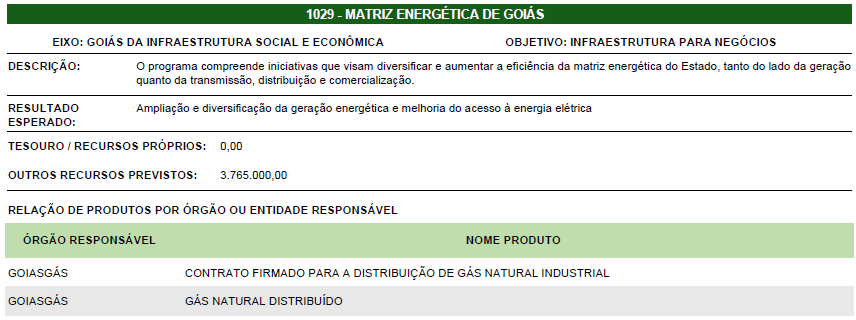 1029 - MATRIZ ENERGÉTICA DE GOIÁS
EIXO: GOIÁS DA INFRAESTRUTURA SOCIAL E ECONÔMICA OBJETIVO: INFRAESTRUTURA PARA NEGÓCIOS
DESCRIÇÃO: O programa compreende iniciativas que visam diversificar e aumentar a eficiência da matriz energética do Estado, tanto do lado da geração
quanto da transmissão, distribuição e comercialização.
RESULTADO Ampliação e diversificação da geração energética e melhoria do acesso à energia elétrica
ESPERADO:
TESOURO / RECURSOS PRÓPRIOS: 0,00
OUTROS RECURSOS PREVISTOS: 3.765.000,00
RELAÇÃO DE PRODUTOS POR ÓRGÃO OU ENTIDADE RESPONSÁVEL
ÓRGÃO RESPONSÁVEL NOME PRODUTO
GOIASGÁS CONTRATO FIRMADO PARA A DISTRIBUIÇÃO DE GÁS NATURAL INDUSTRIAL
GOIASGÁS GÁS NATURAL DISTRIBUÍDO